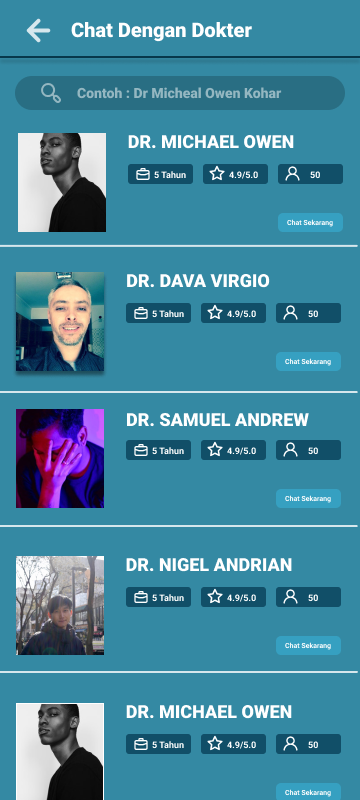 Chat Dengan Dokter
Contoh : Dr Micheal Owen Kohar
DR. MICHAEL OWEN
5 Tahun 4.9/5.0 50
Chat Sekarang
DR. DAVA VIRGIO
5 Tahun 4.9/5.0 50
Chat Sekarang
DR. SAMUEL ANDREW
5 Tahun 4.9/5.0 50
Chat Sekarang
DR. NIGEL ANDRIAN
5 Tahun 4.9/5.0 50
Chat Sekarang
DR. MICHAEL OWEN
5 Tahun 4.9/5.0 50
Chat Sekarang